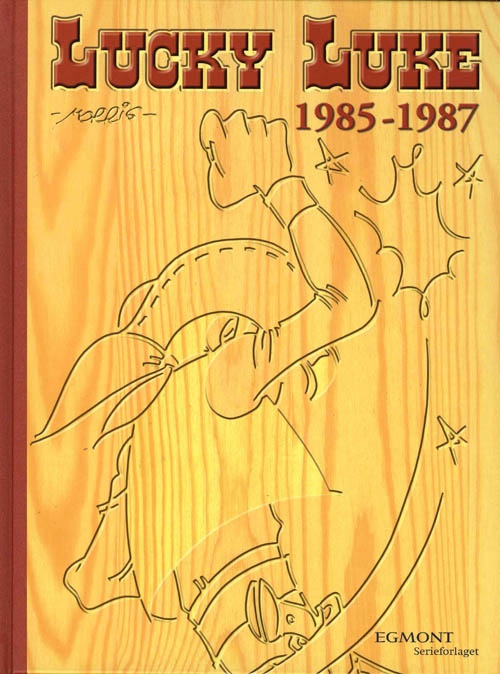 LUCKY LUKE
-MORRIS-
1985-1987
EGMONT
Serieforlaget